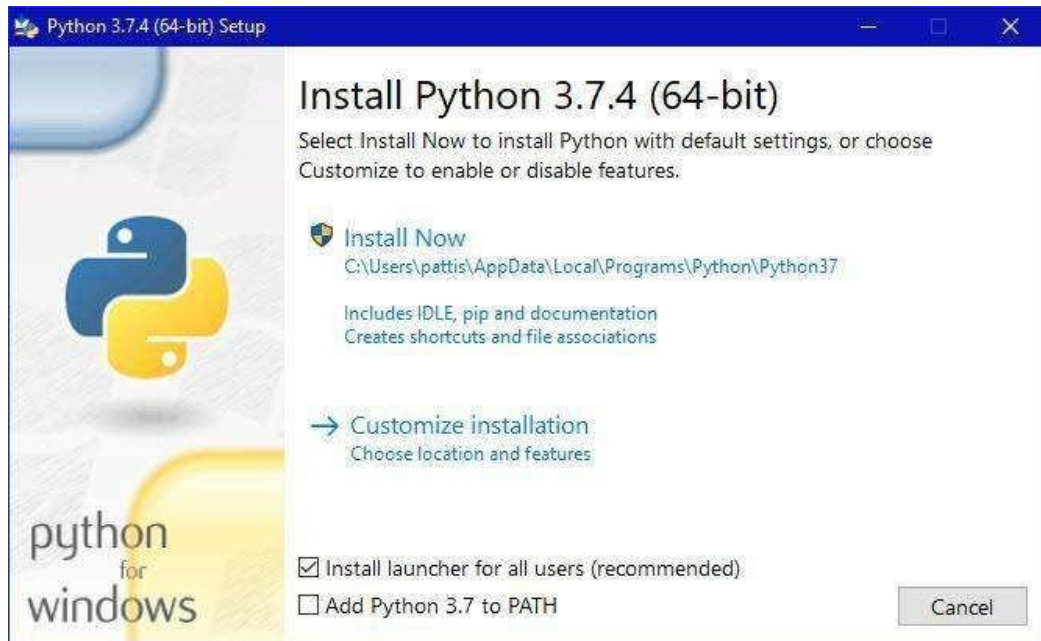 Python 3.7.4 (64-bit) Setup
Install Python 3.7.4 (64-bit)
Select Install Now to install Python with default settings, or choose
Customize to enable or disable features.
Install Now
C:\Users\pattis\AppData\Local\Programs\Python\Python37
Includes IDLE, pip and documentation
Creates shortcuts and file associations
Customize installation
Choose location and features
python
for
windows
Install launcher for all users (recommended)
Add Python 3.7 to PATH
Cancel